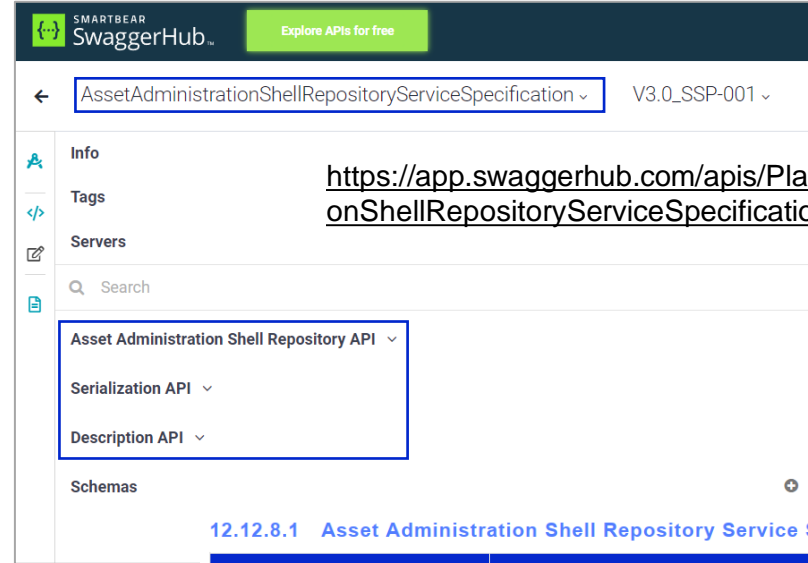 SMARTBEAR
SwaggerHub™
Explore APIs for free
AssetAdministrationShellRepositoryServiceSpecification
V3.0_SSP-001
Info
https://app.swaggerhub.com/apis/Pla
Tags
onShellRepositoryServiceSpecificatio
Servers
Search
Asset Administration Shell Repository API
Serialization API
Description API
Schemas
12.12.8.1 Asset Administration Shell Repository Service